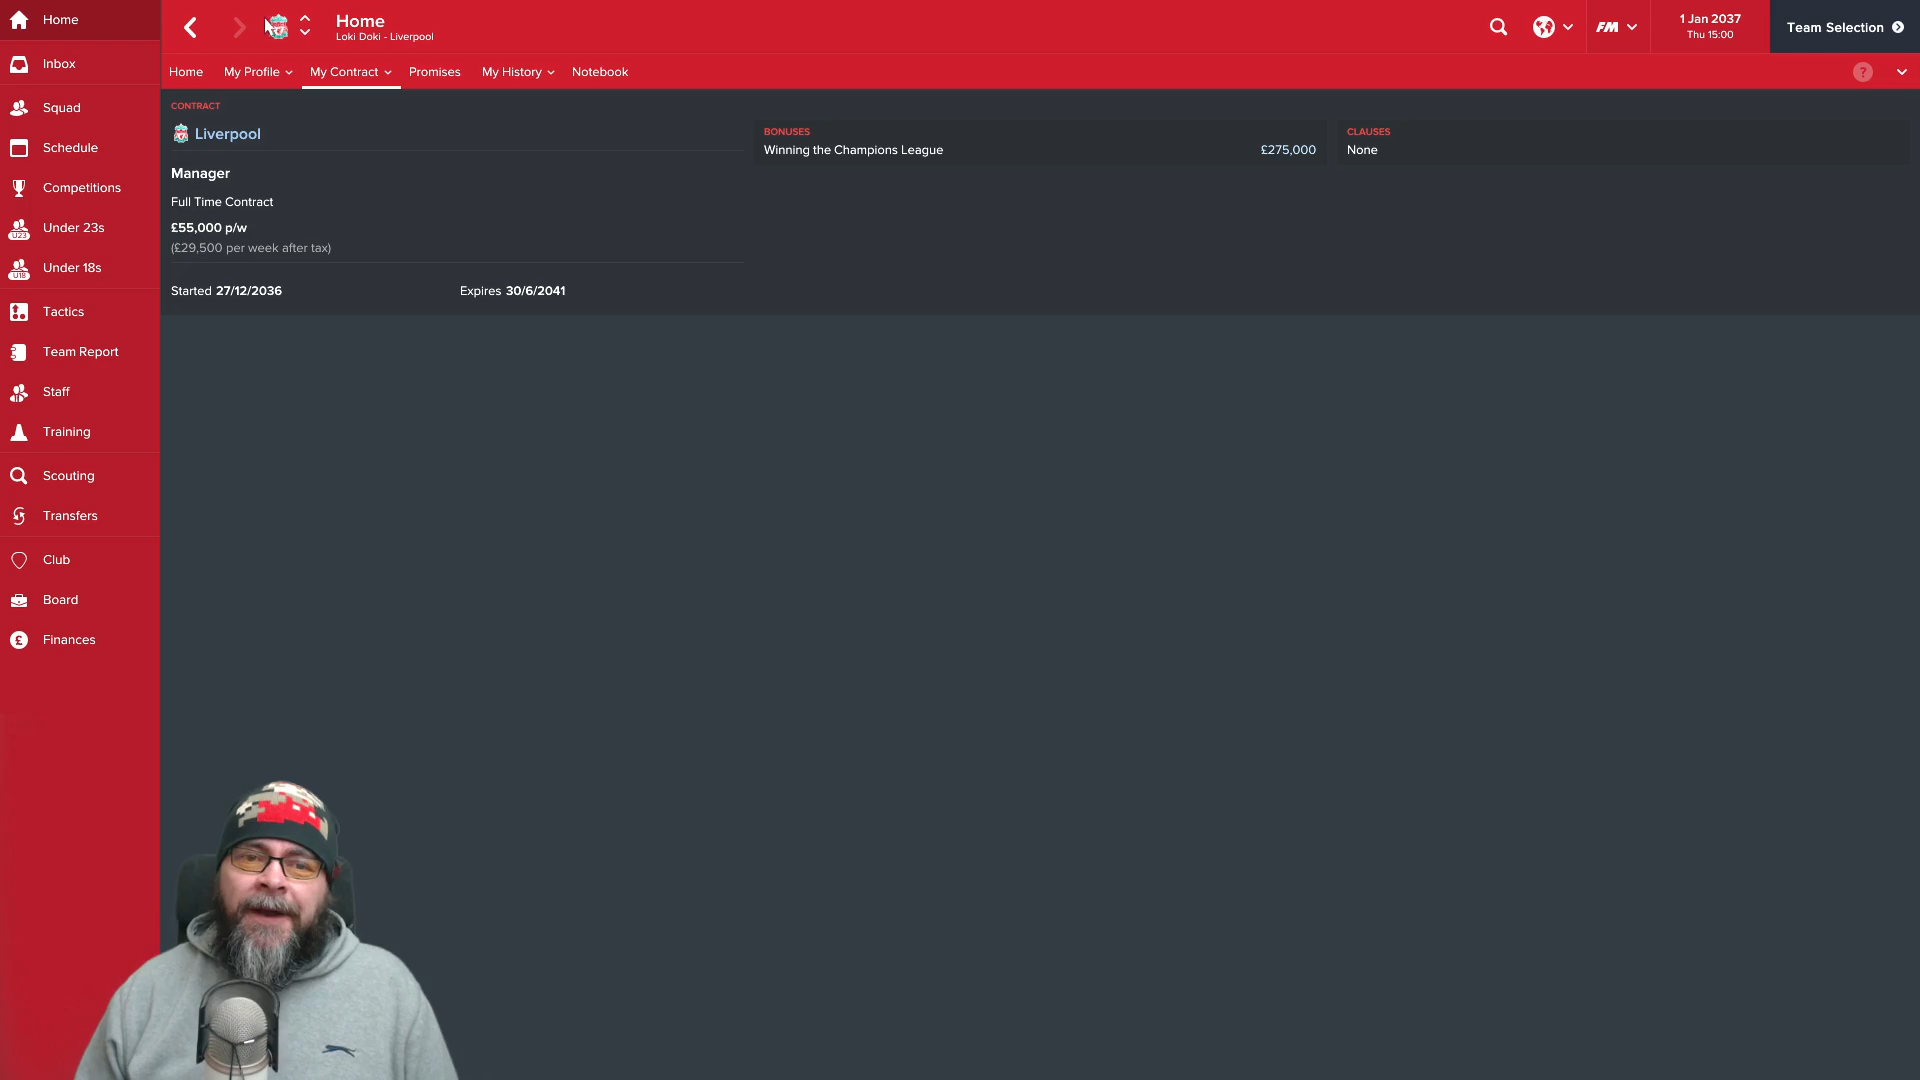 Home
Inbox
Squad
Schedule
Competitions
Under 23s
Under 18s
Tactics
Team Report
Staff
Training
Scouting
Transfers
Club
Board
Finances
Home
Loki Doki - Liverpool
FM
1 Jan 2037
Thu 15:00
Team Selection
Home
My Profile
My Contract
Promises
My History
Notebook
?
CONTRACT
Liverpool
Manager
Full Time Contract
£55,000 p/w
(£29,500 per week after tax)
Started 27/12/2036
Expires 30/6/2041
BONUSES
Winning the Champions League £275,000
CLAUSES
None